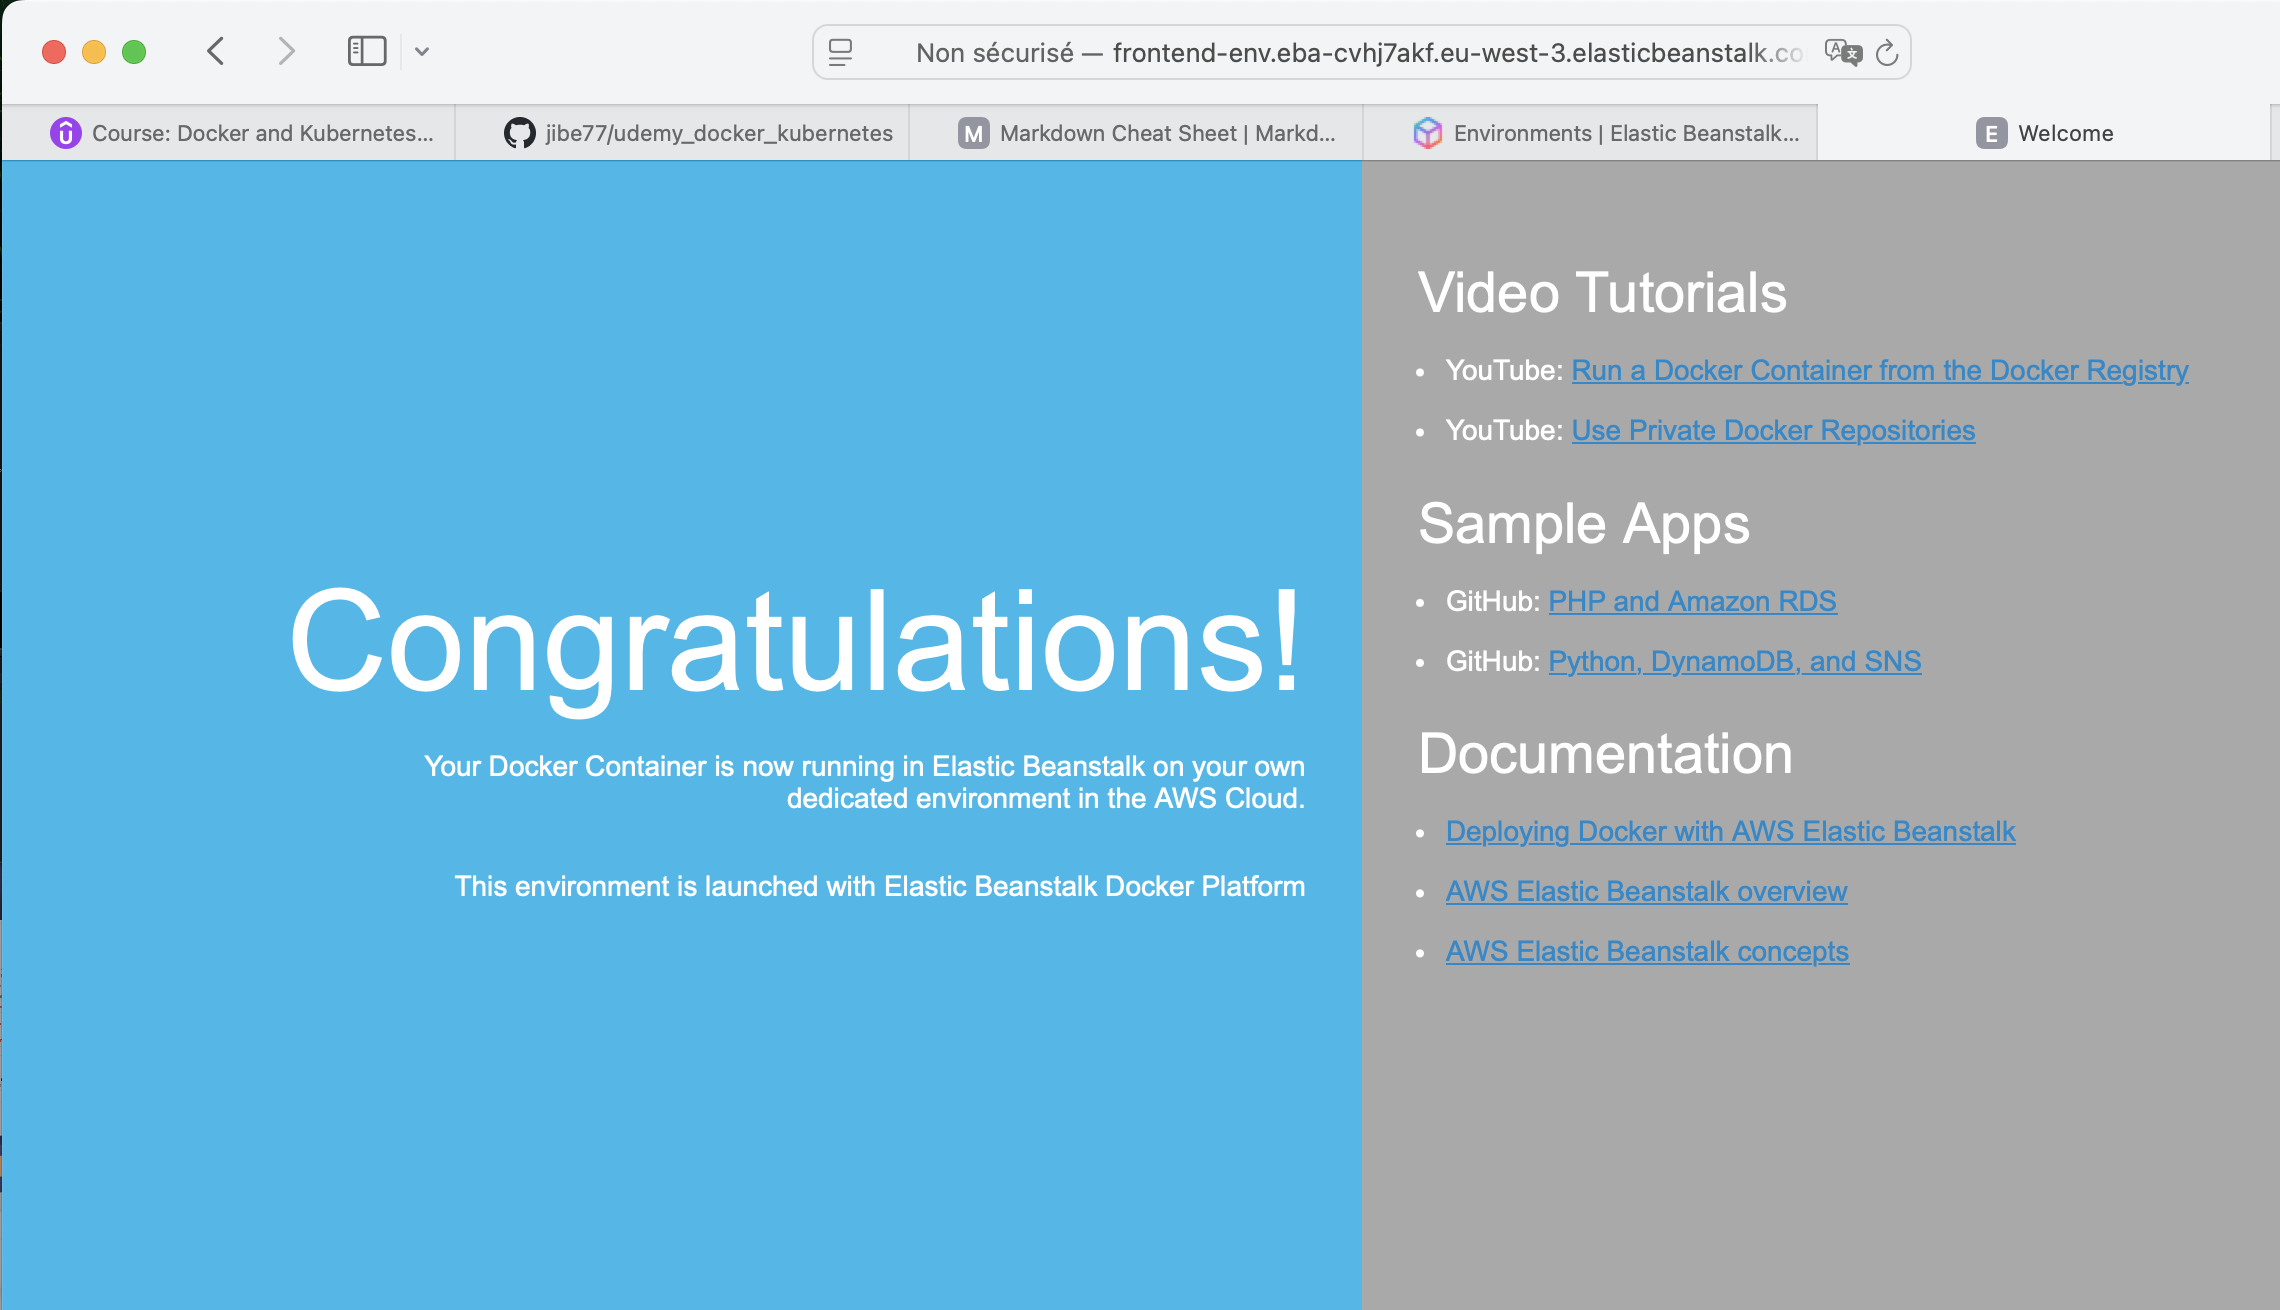 Non sécurisé — frontend-env.eba-cvhj7akf.eu-west-3.elasticbeanstalk.co
Course: Docker and Kubernetes...
jibe77/udemy_docker_kubernetes
M Markdown Cheat Sheet | Markd...
Environments | Elastic Beanstalk...
E Welcome
Congratulations!
Your Docker Container is now running in Elastic Beanstalk on your own
dedicated environment in the AWS Cloud.
This environment is launched with Elastic Beanstalk Docker Platform
Video Tutorials
• YouTube: Run a Docker Container from the Docker Registry
• YouTube: Use Private Docker Repositories
Sample Apps
• GitHub: PHP and Amazon RDS
• GitHub: Python, DynamoDB, and SNS
Documentation
• Deploying Docker with AWS Elastic Beanstalk
• AWS Elastic Beanstalk overview
• AWS Elastic Beanstalk concepts